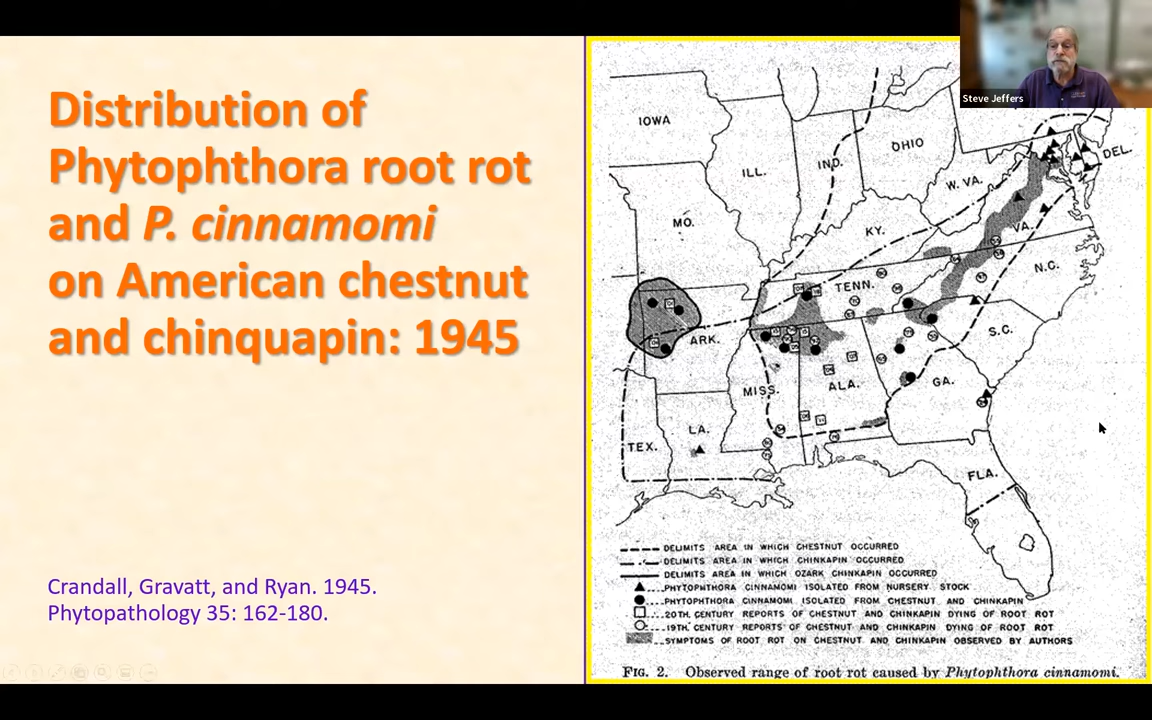 Distribution of
Phytophthora root rot
and P. cinnamomi
on American chestnut
and chinquapin: 1945
Crandall, Gravatt, and Ryan. 1945.
Phytopathology 35: 162-180.
Steve Jeffers
IOWA
ILL.
IND.
OHIO
DEL.
W. VA.
MO.
KY.
VA.
N.C.
TENN.
ARK.
S.C.
MISS.
ALA.
GA.
TEX.
LA.
FLA.
DELIMITS AREA IN WHICH CHESTNUT OCCURRED
DELIMITS AREA IN WHICH CHINKAPIN OCCURRED
DELIMITS AREA IN WHICH OZARK CHINKAPIN OCCURRED
PHYTOPHTHORA CINNAMOMI ISOLATED FROM NURSERY STOCK
PHYTOPHTHORA CINNAMOMI ISOLATED FROM CHESTNUT AND CHINKAPIN
20TH. CENTURY REPORTS OF CHESTNUT AND CHINKAPIN DYING OF ROOT ROT
19TH. CENTURY REPORTS OF CHESTNUT AND CHINKAPIN DYING OF ROOT ROT
SYMPTOMS OF ROOT ROT ON CHESTNUT AND CHINKAPIN OBSERVED BY AUTHORS
FIG. 2. Observed range of root rot caused by Phytophthora cinnamomi.